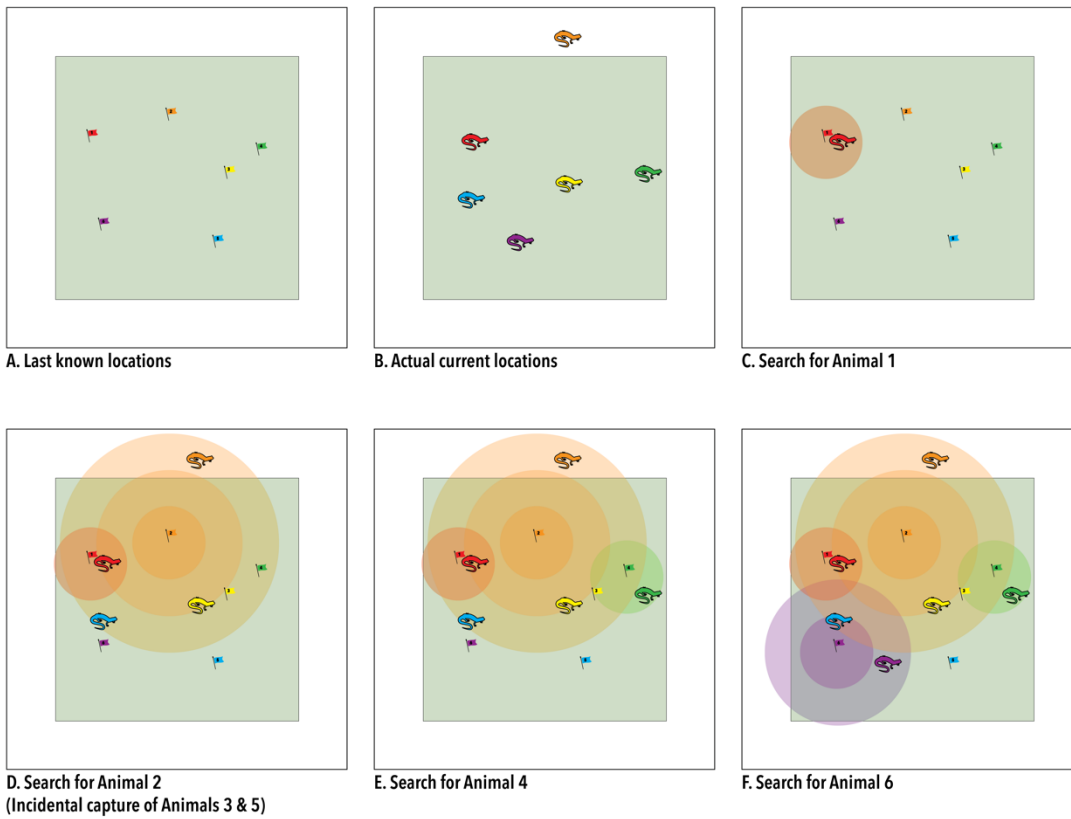 A. Last known locations
B. Actual current locations
C. Search for Animal 1
D. Search for Animal 2
(Incidental capture of Animals 3 & 5)
E. Search for Animal 4
F. Search for Animal 6